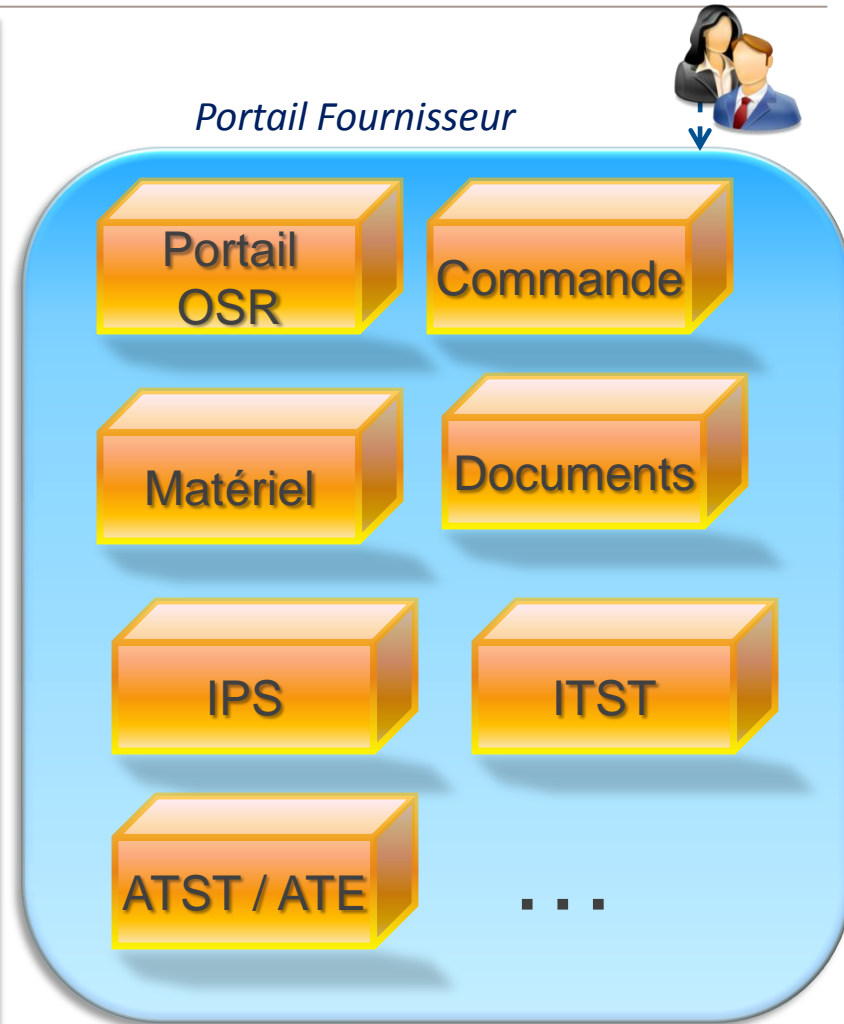 Portail Fournisseur
Portail
OSR
Commande
Matériel
Documents
IPS
ITST
ATST / ATE
...